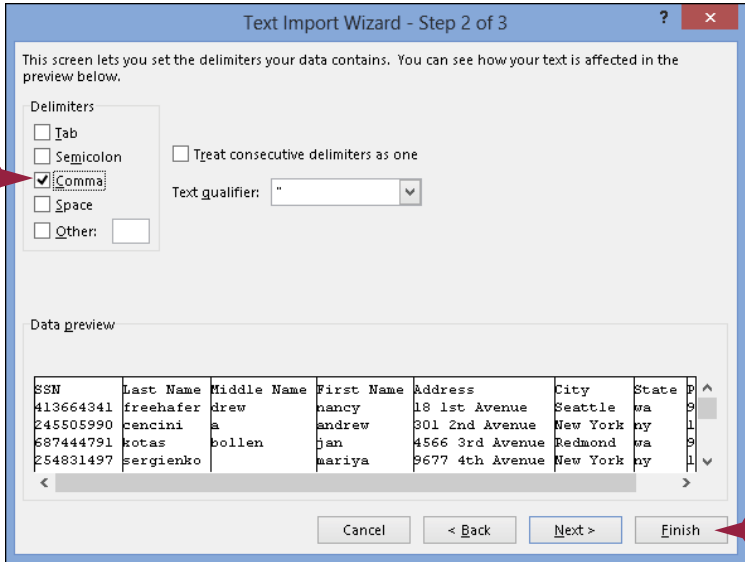 Text Import Wizard - Step 2 of 3
?
×
This screen lets you set the delimiters your data contains. You can see how your text is affected in the
preview below.
Delimiters
Tab
Semicolon
Comma
Space
Other:
Treat consecutive delimiters as one
Text qualifier: "
Data preview
SSN Last Name Middle Name First Name Address City State P
413664341 freehafer drew nancy 18 1st Avenue Seattle wa 9
245505990 cencini a andrew 301 2nd Avenue New York ny 1
687444791 kotas bollen jan 4566 3rd Avenue Redmond wa 9
254831497 sergienko mariya 9677 4th Avenue New York ny 1
Cancel < Back Next > Finish